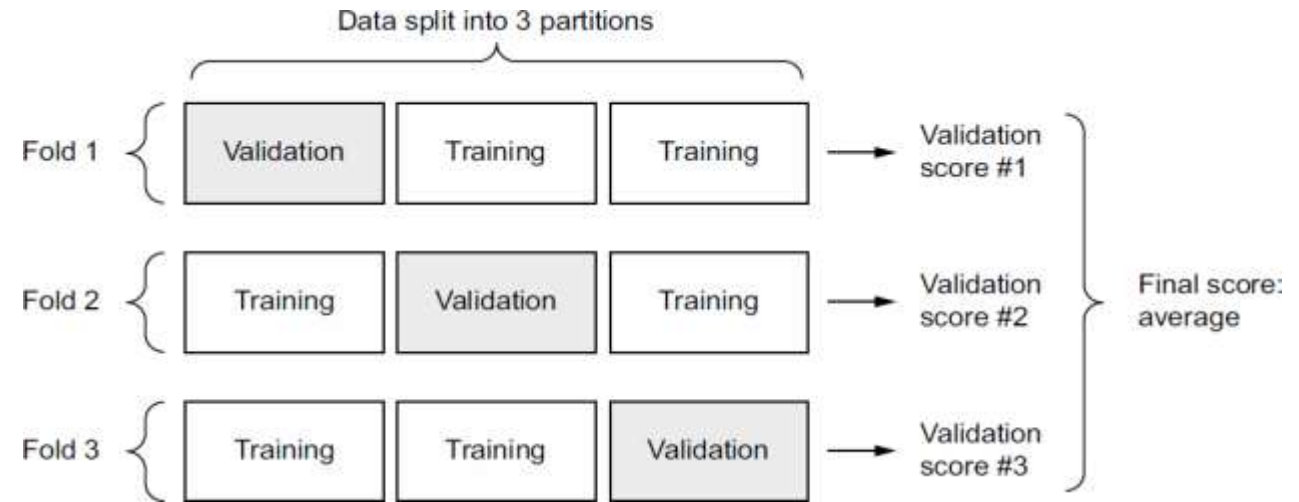 Data split into 3 partitions
Fold 1
Validation
Training
Training
Validation
score #1
Fold 2
Training
Validation
Training
Validation
score #2
Final score:
average
Fold 3
Training
Training
Validation
Validation
score #3